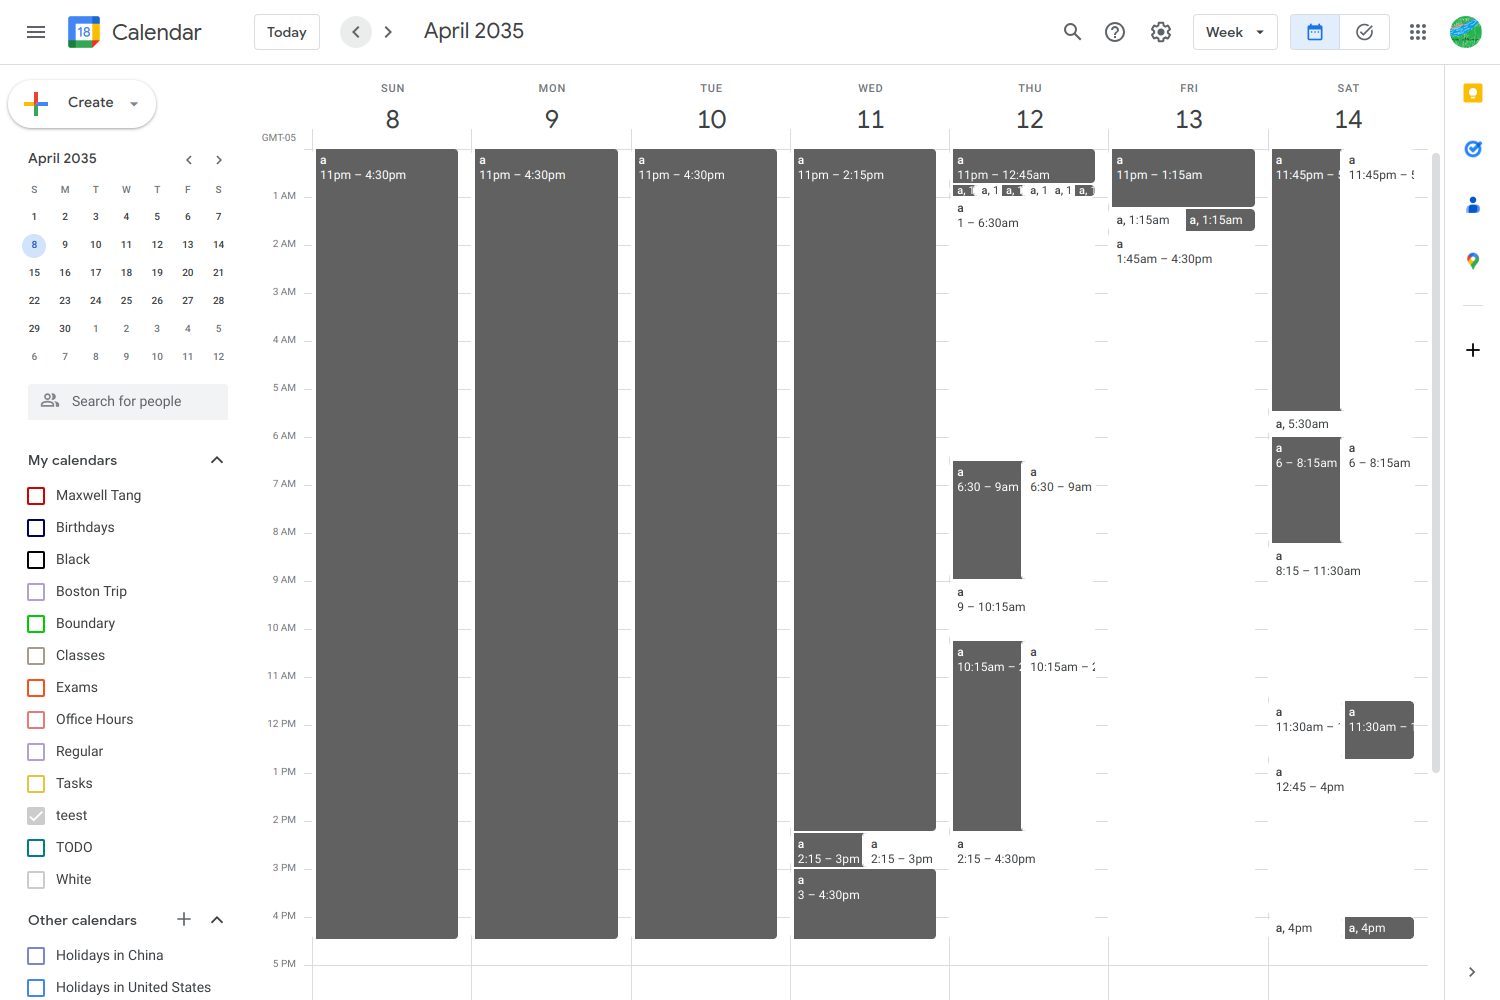 18 Calendar Today April 2035 Week
Create
April 2035
S M T W T F S
1 2 3 4 5 6 7
8 9 10 11 12 13 14
15 16 17 18 19 20 21
22 23 24 25 26 27 28
29 30 1 2 3 4 5
6 7 8 9 10 11 12
Search for people
My calendars
Maxwell Tang
Birthdays
Black
Boston Trip
Boundary
Classes
Exams
Office Hours
Regular
Tasks
teest
TODO
White
Other calendars
Holidays in China
Holidays in United States
SUN MON TUE WED THU FRI SAT
8 9 10 11 12 13 14
GMT-05
1 AM
2 AM
3 AM
4 AM
5 AM
6 AM
7 AM
8 AM
9 AM
10 AM
11 AM
12 PM
1 PM
2 PM
3 PM
4 PM
5 PM
a
11pm – 4:30pm
a
11pm – 4:30pm
a
11pm – 4:30pm
a
11pm – 2:15pm
a
2:15 – 3pm
a
2:15 – 3pm
a
3 – 4:30pm
a
11pm – 12:45am
a, 1 a, 1 a, 1 a, 1 a, 1 a, 1
a
1 – 6:30am
a
6:30 – 9am
a
6:30 – 9am
a
9 – 10:15am
a
10:15am – 2
a
10:15am – 2
a
2:15 – 4:30pm
a
11pm – 1:15am
a, 1:15am
a, 1:15am
a
1:45am – 4:30pm
a
11:45pm – 5
a
11:45pm – 5
a, 5:30am
a
6 – 8:15am
a
6 – 8:15am
a
8:15 – 11:30am
a
11:30am –
a
11:30am –
a
12:45 – 4pm
a, 4pm
a, 4pm